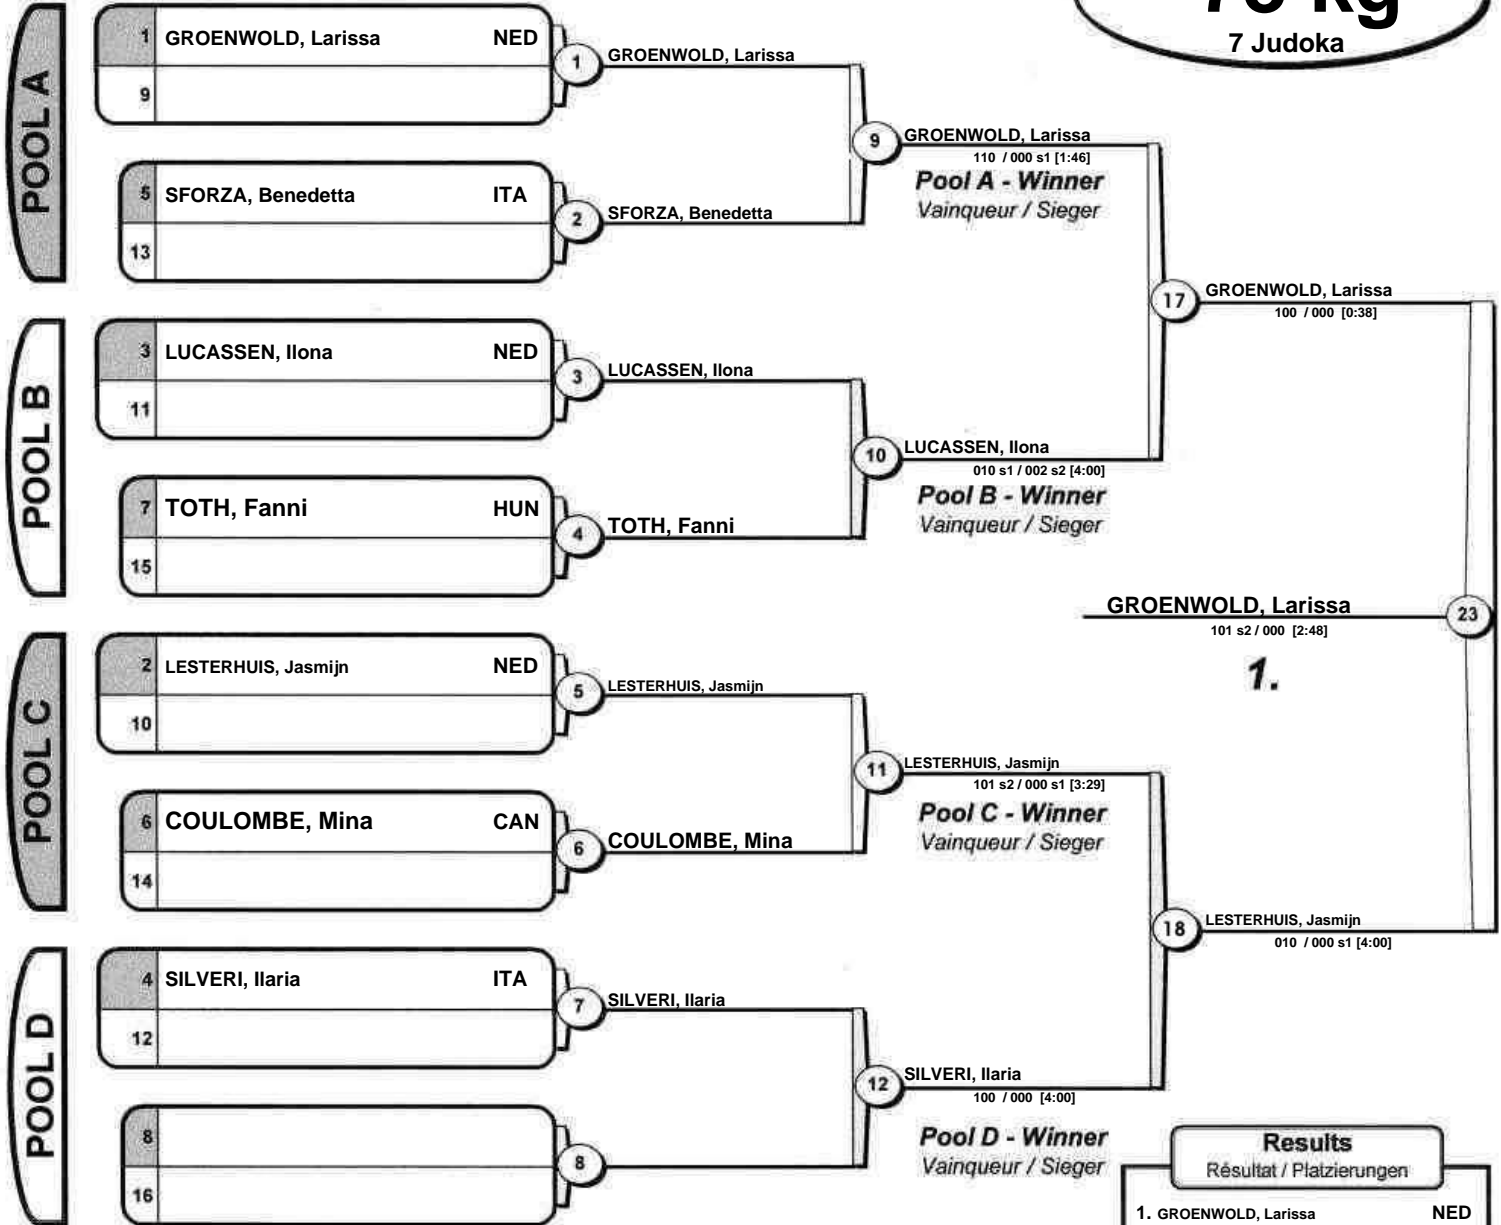 7 Judoka
POOL A
1 GROENWOLD, Larissa NED
9
1 GROENWOLD, Larissa
5 SFORZA, Benedetta ITA
13
2 SFORZA, Benedetta
9 GROENWOLD, Larissa
110 / 000 s1 [1:46]
Pool A - Winner
Vainqueur / Sieger
POOL B
3 LUCASSEN, Ilona NED
11
3 LUCASSEN, Ilona
7 TOTH, Fanni HUN
15
4 TOTH, Fanni
10 LUCASSEN, Ilona
010 s1 / 002 s2 [4:00]
Pool B - Winner
Vainqueur / Sieger
17 GROENWOLD, Larissa
100 / 000 [0:38]
GROENWOLD, Larissa 23
101 s2 / 000 [2:48]
1.
POOL C
2 LESTERHUIS, Jasmijn NED
10
5 LESTERHUIS, Jasmijn
6 COULOMBE, Mina CAN
14
6 COULOMBE, Mina
11 LESTERHUIS, Jasmijn
101 s2 / 000 s1 [3:29]
Pool C - Winner
Vainqueur / Sieger
18 LESTERHUIS, Jasmijn
010 / 000 s1 [4:00]
POOL D
4 SILVERI, Ilaria ITA
12
7 SILVERI, Ilaria
8
16
8
12 SILVERI, Ilaria
100 / 000 [4:00]
Pool D - Winner
Vainqueur / Sieger
Results
Résultat / Platzierungen
1. GROENWOLD, Larissa NED